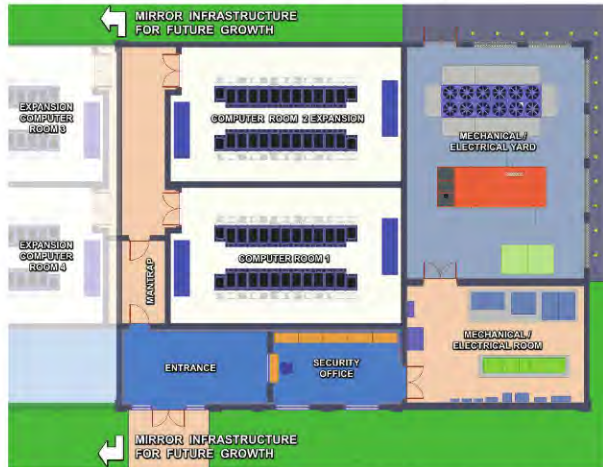 MIRROR INFRASTRUCTURE
FOR FUTURE GROWTH
EXPANSION
COMPUTER
ROOM 3
COMPUTER ROOM 2 EXPANSION
MECHANICAL/
ELECTRICAL YARD
EXPANSION
COMPUTER
ROOM 4
MANTRAP
COMPUTER ROOM 1
MECHANICAL/
ELECTRICAL ROOM
ENTRANCE
SECURITY
OFFICE
MIRROR INFRASTRUCTURE
FOR FUTURE GROWTH